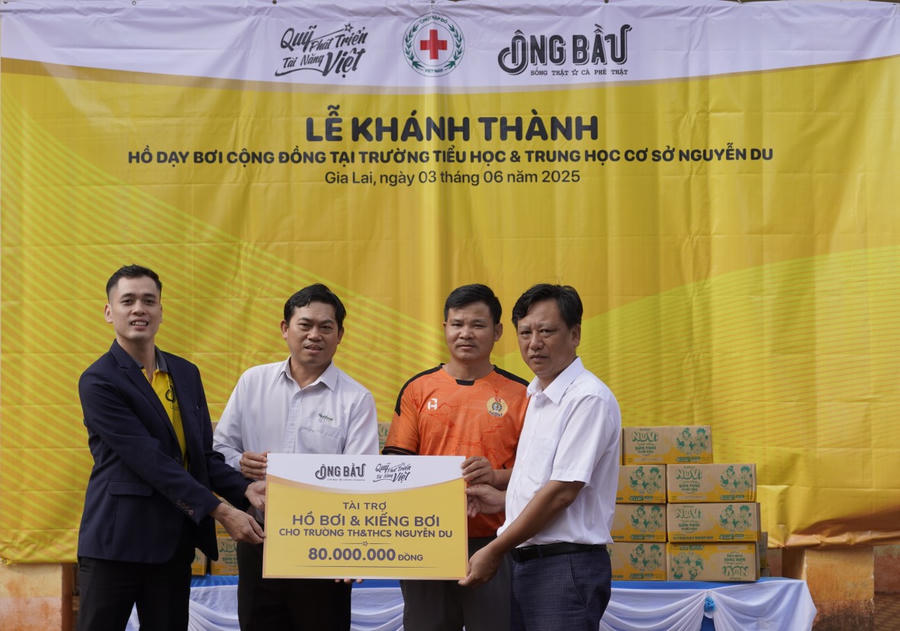 Quỹ Phát Triển
Tài Năng Việt
ÔNG BẦU
SỐNG THẬT ☆ CÀ PHÊ THẬT
LỄ KHÁNH THÀNH
HỒ DẠY BƠI CỘNG ĐỒNG TẠI TRƯỜNG TIỂU HỌC & TRUNG HỌC CƠ SỞ NGUYỄN DU
Gia Lai, ngày 03 tháng 06 năm 2025
ÔNG BẦU
Quỹ Phát Triển
Tài Năng Việt
TÀI TRỢ
HỒ BƠI & KIẾNG BƠI
CHO TRƯỜNG TH&THCS NGUYỄN DU
80.000.000 ĐỒNG
NUVI
NUVI